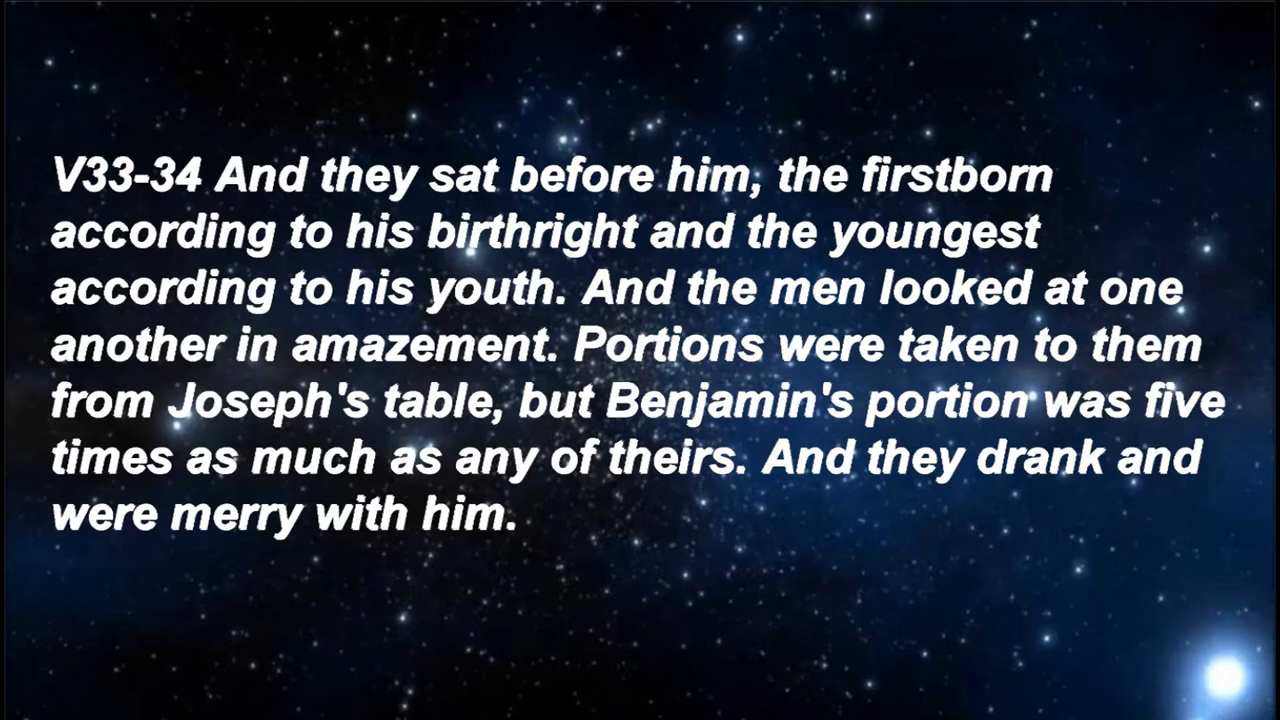 V33-34 And they sat before him, the firstborn
according to his birthright and the youngest
according to his youth. And the men looked at one
another in amazement. Portions were taken to them
from Joseph's table, but Benjamin's portion was five
times as much as any of theirs. And they drank and
were merry with him.